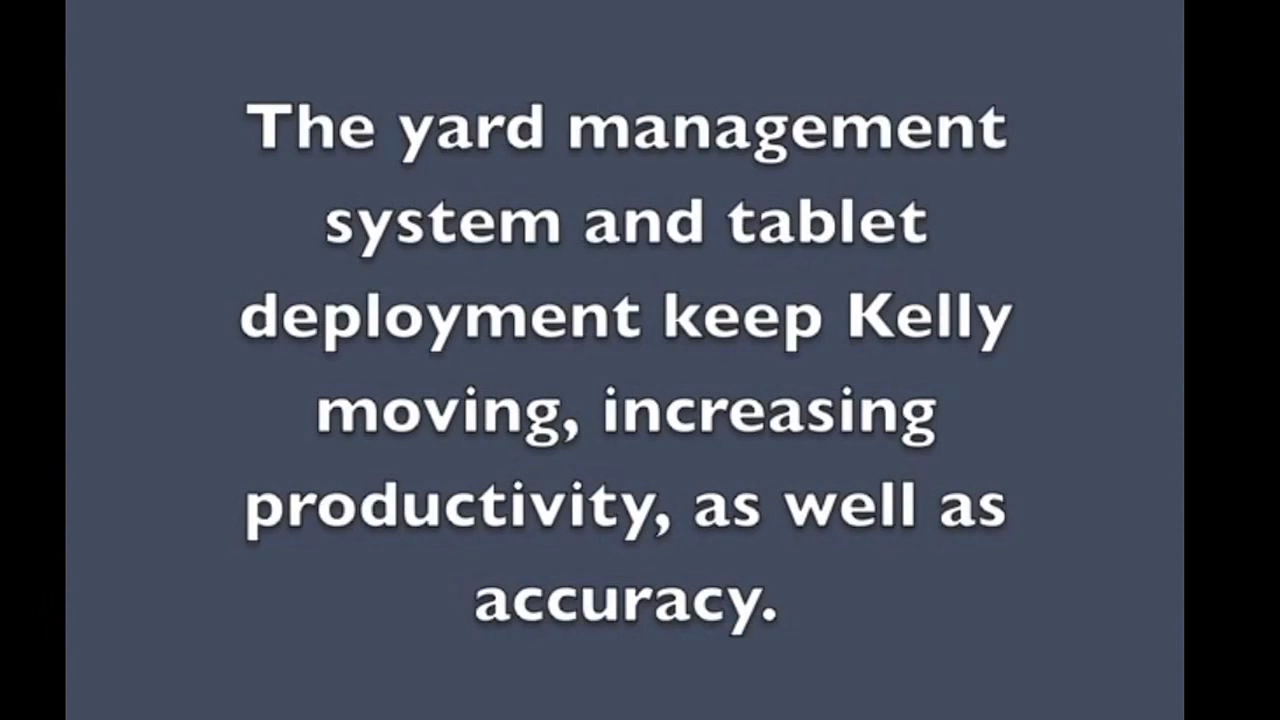 The yard management
system and tablet
deployment keep Kelly
moving, increasing
productivity, as well as
accuracy.